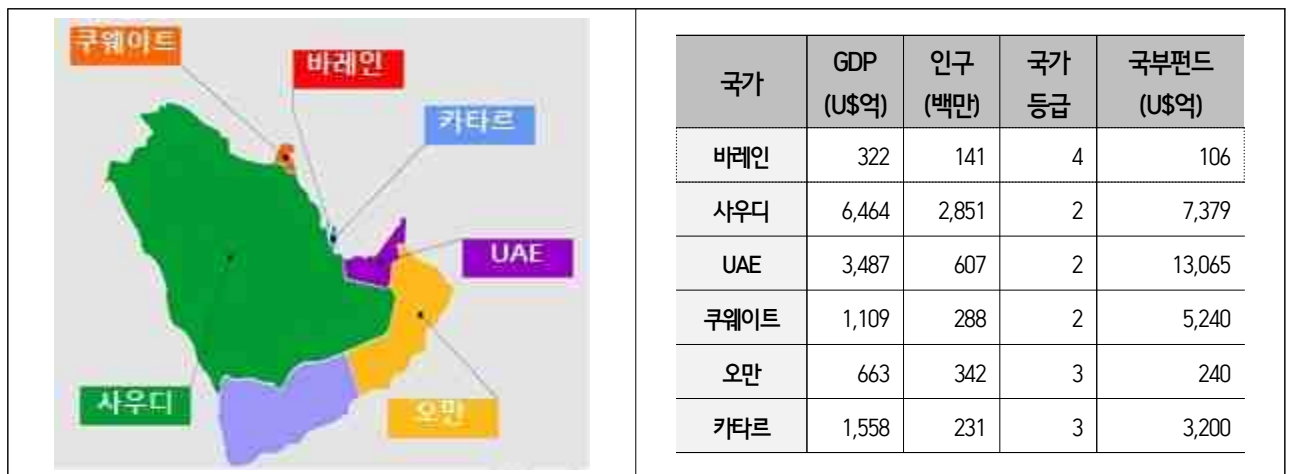 쿠웨이트
바레인
카타르
UAE
사우디
오만
국가 GDP (U$억) 인구 (백만) 국가 등급 국부펀드 (U$억)
바레인 322 141 4 106
사우디 6,464 2,851 2 7,379
UAE 3,487 607 2 13,065
쿠웨이트 1,109 288 2 5,240
오만 663 342 3 240
카타르 1,558 231 3 3,200